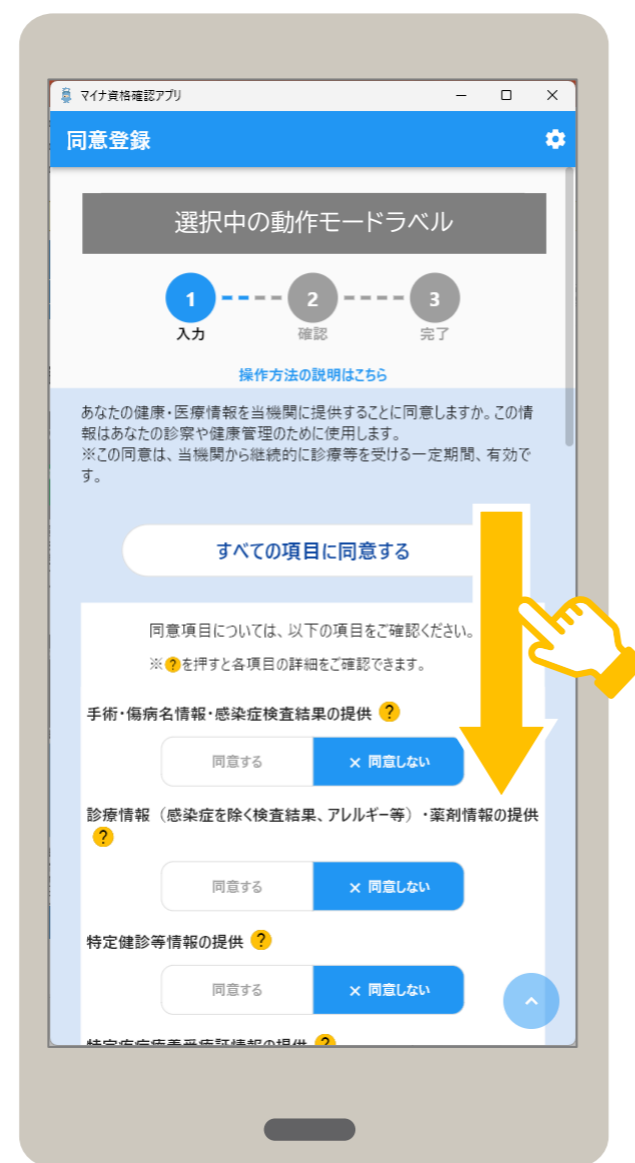 マイナ資格確認アプリ
同意登録
選択中の動作モードラベル
1 2 3
入力 確認 完了
操作方法の説明はこちら
あなたの健康・医療情報を当機関に提供することに同意しますか。この情
報はあなたの診察や健康管理のために使用します。
※この同意は、当機関から継続的に診療等を受ける一定期間、有効で
す。
すべての項目に同意する
同意項目については、以下の項目をご確認ください。
※?を押すと各項目の詳細をご確認できます。
手術・傷病名情報・感染症検査結果の提供 ?
同意する × 同意しない
診療情報（感染症を除く検査結果、アレルギー等）・薬剤情報の提供
?
同意する × 同意しない
特定健診等情報の提供 ?
同意する × 同意しない